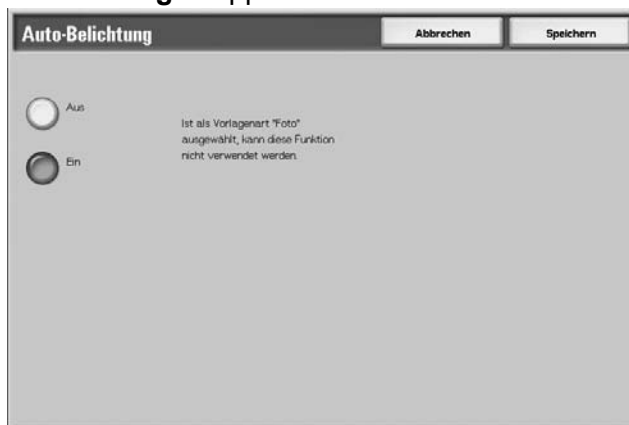 Auto-Belichtung
Abbrechen
Speichern
Aus
Ist als Vorlagenart "Foto"
ausgewählt, kann diese Funktion
nicht verwendet werden.
Ein